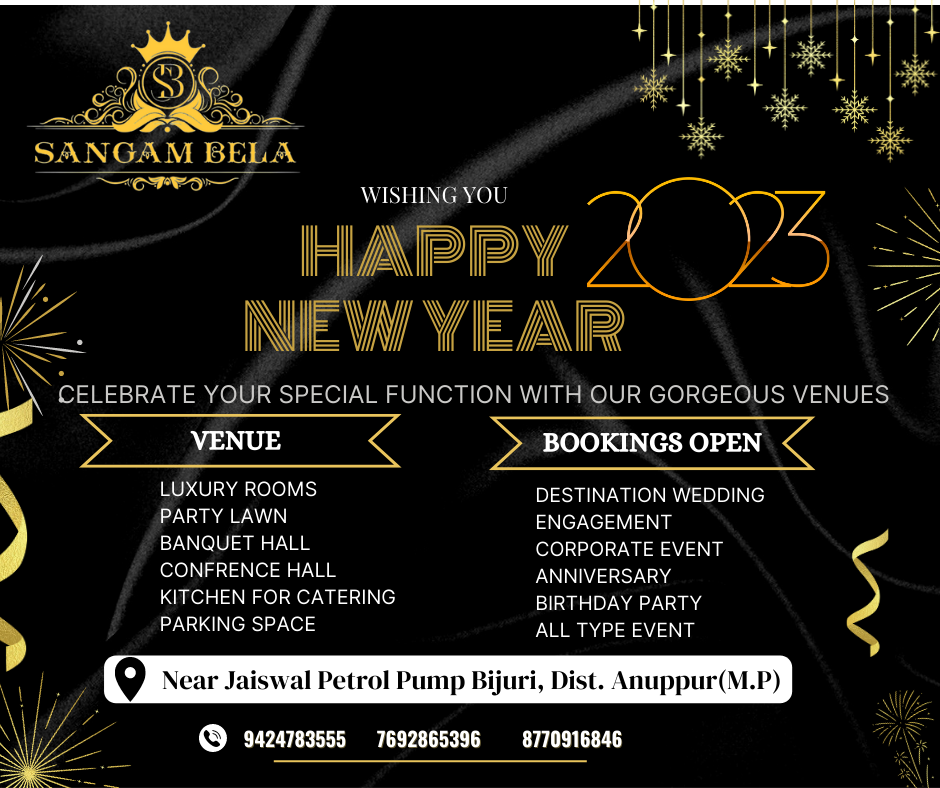 SB
SANGAM BELA
WISHING YOU
HAPPY 2023
NEW YEAR
CELEBRATE YOUR SPECIAL FUNCTION WITH OUR GORGEOUS VENUES
VENUE
LUXURY ROOMS
PARTY LAWN
BANQUET HALL
CONFRENCE HALL
KITCHEN FOR CATERING
PARKING SPACE
BOOKINGS OPEN
DESTINATION WEDDING
ENGAGEMENT
CORPORATE EVENT
ANNIVERSARY
BIRTHDAY PARTY
ALL TYPE EVENT
Near Jaiswal Petrol Pump Bijuri, Dist. Anuppur(M.P)
9424783555 7692865396 8770916846